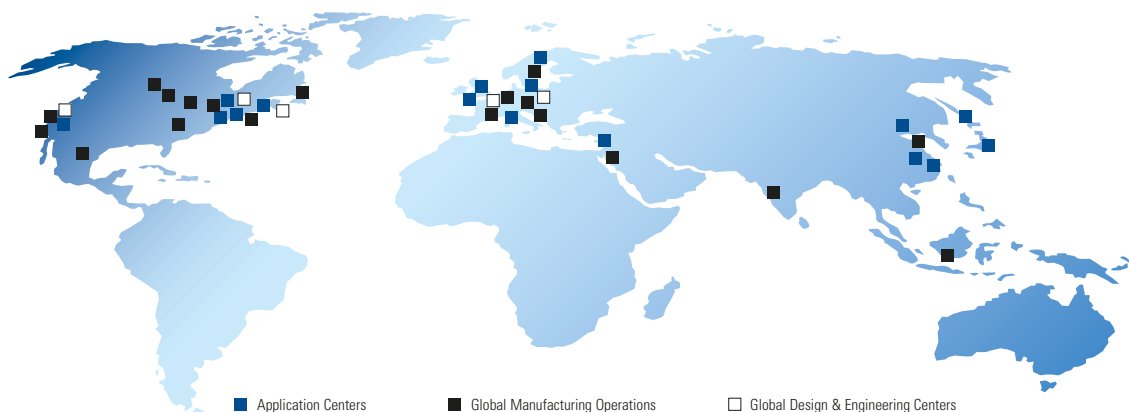 Application Centers
Global Manufacturing Operations
Global Design & Engineering Centers